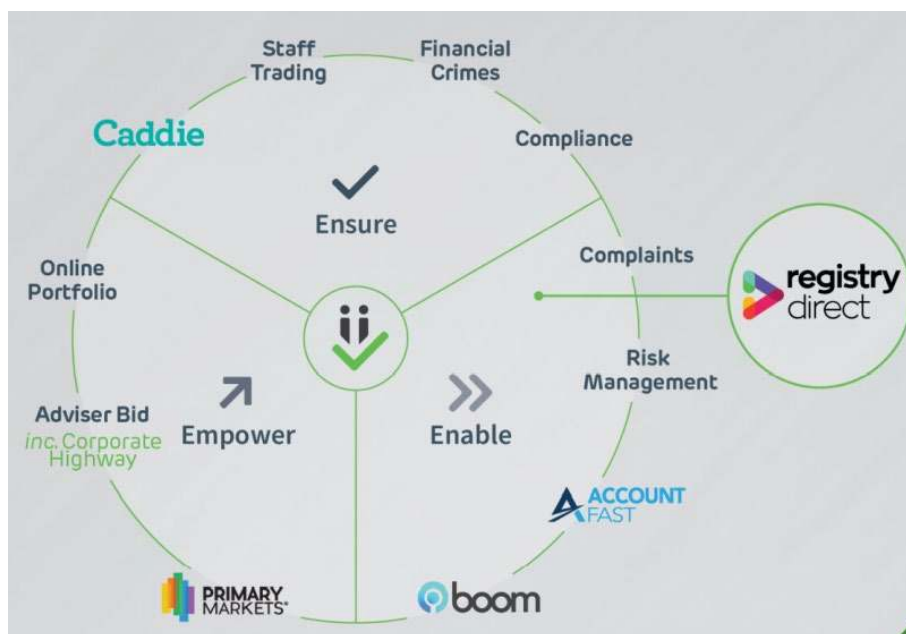 Staff
Trading
Financial
Crimes
Caddie
Compliance
Ensure
Online
Portfolio
Complaints
registry
direct
Risk
Management
Adviser Bid
inc. Corporate
Highway
Empower
Enable
ACCOUNT
FAST
PRIMARY
MARKETS®
boom